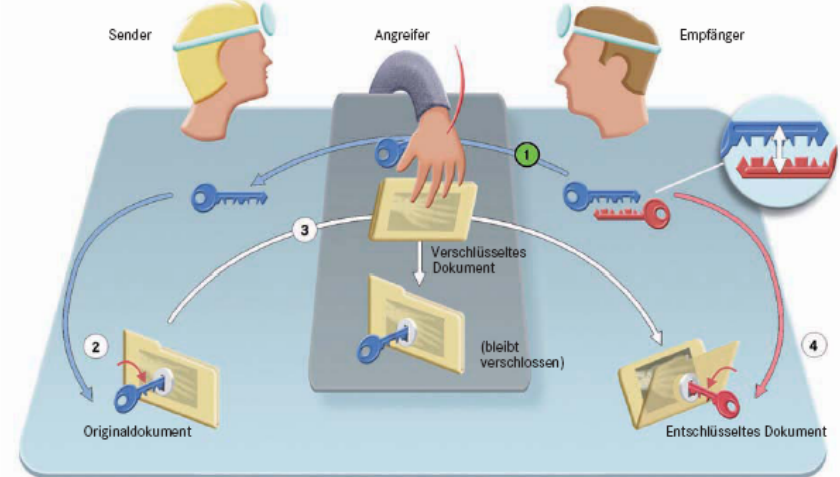 Sender
Angreifer
Empfänger
1
3
Verschlüsseltes
Dokument
2
(bleibt
verschlossen)
4
Originaldokument
Entschlüsseltes Dokument